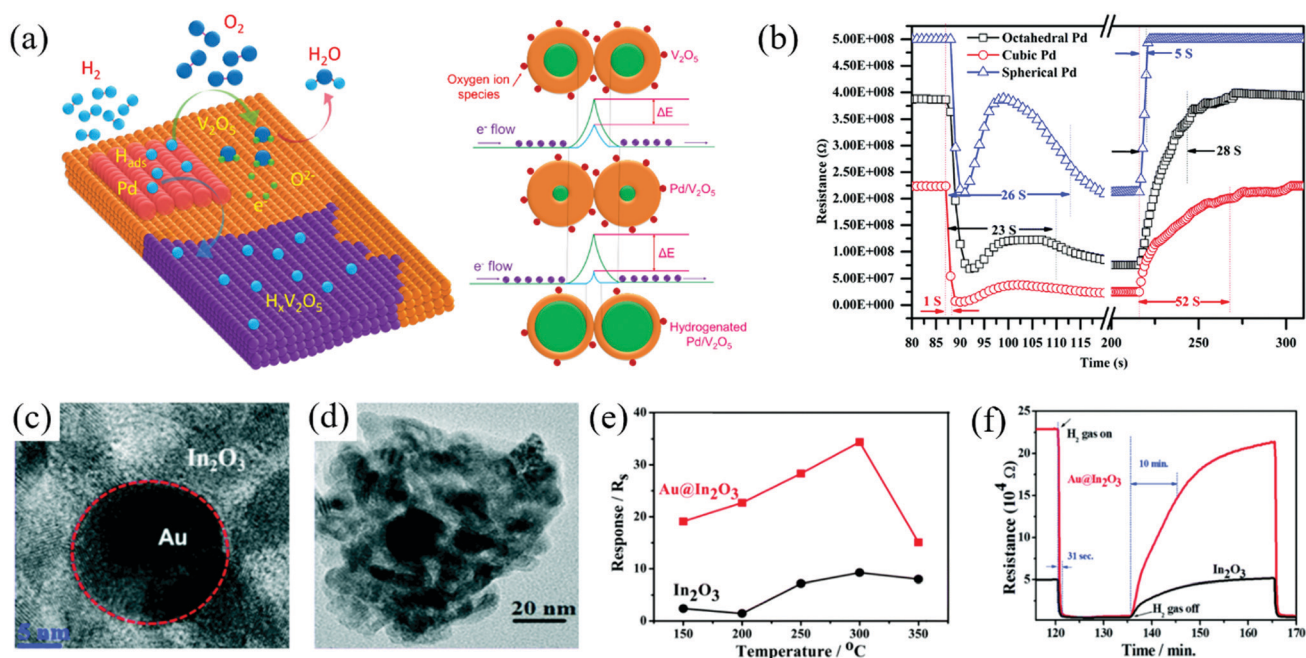 (a)
H2
O2
H2O
V2O5
Hads
Pd
O2-
e-
HxV2O5
Oxygen ion
species
V2O5
ΔE
e- flow
Pd/V2O5
ΔE
e- flow
Hydrogenated
Pd/V2O5
(b)
Octahedral Pd
Cubic Pd
Spherical Pd
5.00E+008
4.50E+008
4.00E+008
3.50E+008
3.00E+008
2.50E+008
2.00E+008
1.50E+008
1.00E+008
5.00E+007
0.00E+000
Resistance (Ω)
5 S
28 S
26 S
23 S
1 S
52 S
80 85 90 95 100 105 110 115 200 250 300
Time (s)
(c)
In2O3
Au
5 nm
(d)
20 nm
(e)
Response / Rs
40
30
20
10
0
Au@In2O3
In2O3
150 200 250 300 350
Temperature / OC
(f)
Resistance (10^4 Ω)
25
20
15
10
5
0
H2 gas on
10 min.
Au@In2O3
31 sec.
In2O3
H2 gas off
120 130 140 150 160 170
Time / min.